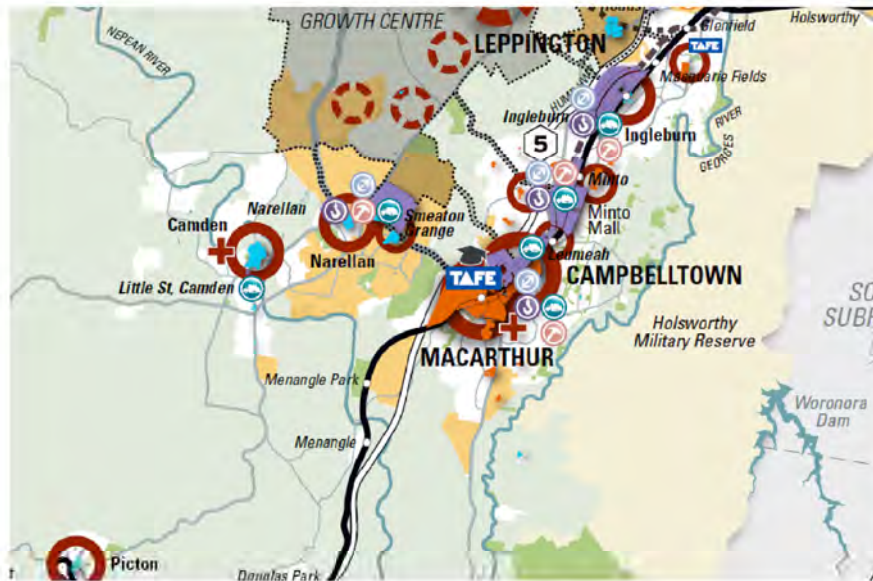 GROWTH CENTRE
Holsworthy
Glenfield
LEPPINGTON
TAFE
NEPEAN RIVER
Macquarie Fields
Ingleburn
5
Ingleburn
GEORGES
RIVER
Minto
Narellan
Camden
Smeaton
Grange
Minto
Mall
Narellan
Leumeah
TAFE
CAMPBELLTOWN
Little St, Camden
SUBR
Holsworthy
Military Reserve
MACARTHUR
Menangle Park
Woronora
Dam
Menangle
Picton
Douglas Park